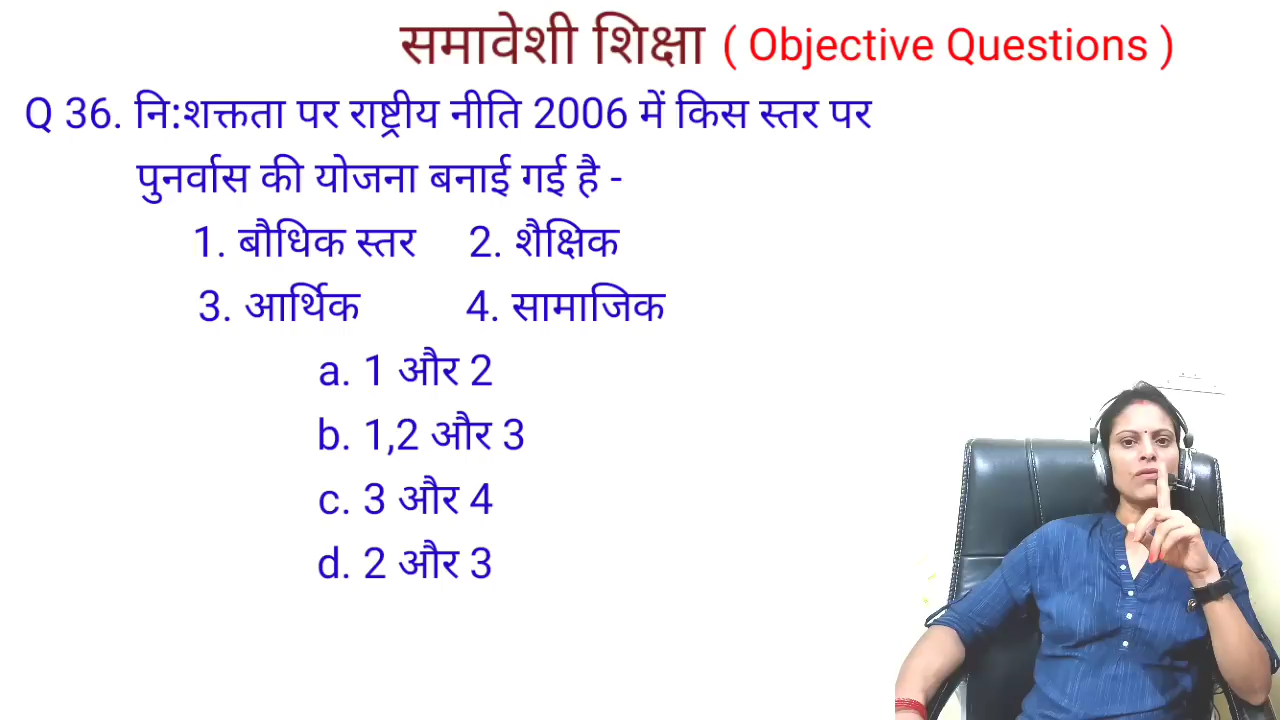 समावेशी शिक्षा ( Objective Questions )
Q 36. नि:शक्तता पर राष्ट्रीय नीति 2006 में किस स्तर पर
पुनर्वास की योजना बनाई गई है -
1. बौधिक स्तर 2. शैक्षिक
3. आर्थिक 4. सामाजिक
a. 1 और 2
b. 1,2 और 3
c. 3 और 4
d. 2 और 3